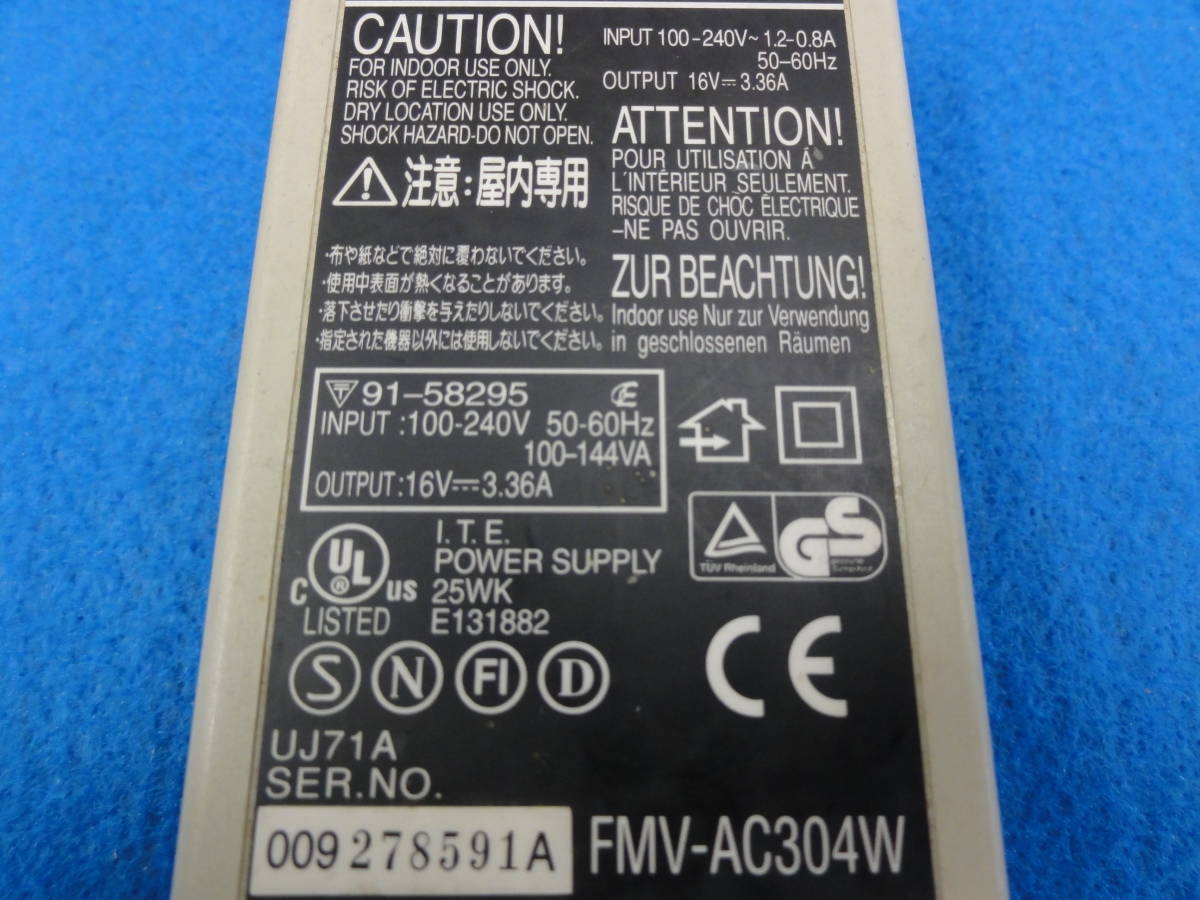 CAUTION!
FOR INDOOR USE ONLY.
RISK OF ELECTRIC SHOCK.
DRY LOCATION USE ONLY.
SHOCK HAZARD-DO NOT OPEN.
注意:屋内専用
・布や紙などで絶対に覆わないでください。
・使用中表面が熱くなることがあります。
・落下させたり衝撃を与えたりしないでください。
・指定された機器以外には使用しないでください。
INPUT 100-240V~1.2-0.8A
50-60Hz
OUTPUT 16V⎓3.36A
ATTENTION!
POUR UTILISATION Á
L'INTÉRIEUR SEULEMENT.
RISQUE DE CHOC ÉLECTRIQUE
-NE PAS OUVRIR.
ZUR BEACHTUNG!
Indoor use Nur zur Verwendung
in geschlossenen Räumen
T 91-58295
INPUT :100-240V 50-60Hz
100-144VA
OUTPUT:16V⎓3.36A
TÜV Rheinland
GS
C UL ® US
LISTED
I.T.E.
POWER SUPPLY
25WK
E131882
S N FI D
CE
UJ71A
SER.NO.
009278591A
FMV-AC304W